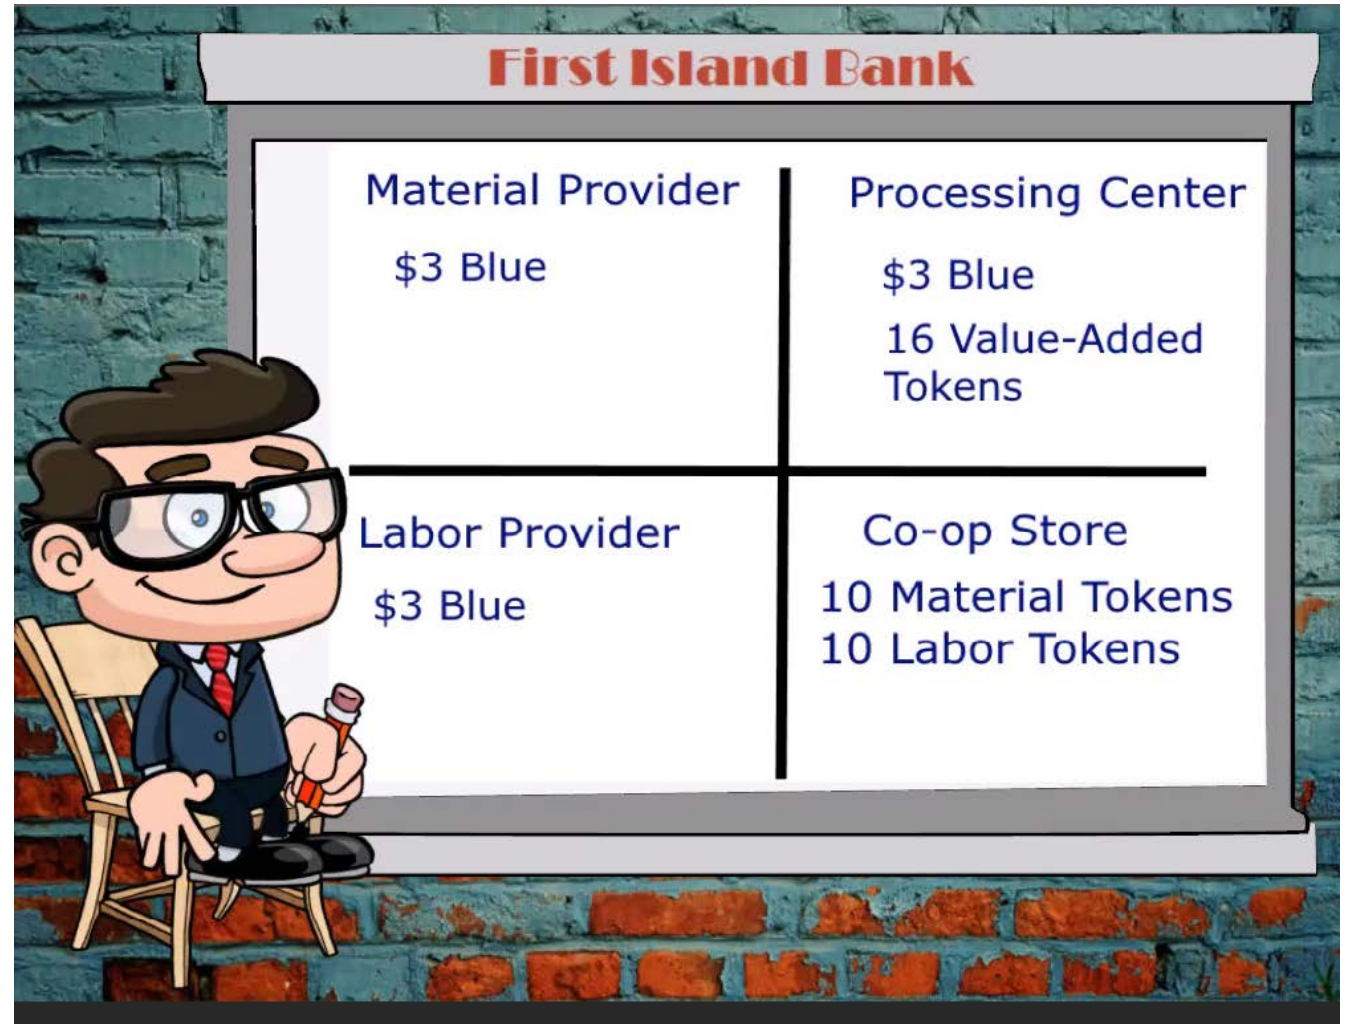 First Island Bank
Material Provider
$3 Blue
Processing Center
$3 Blue
16 Value-Added
Tokens
Labor Provider
$3 Blue
Co-op Store
10 Material Tokens
10 Labor Tokens